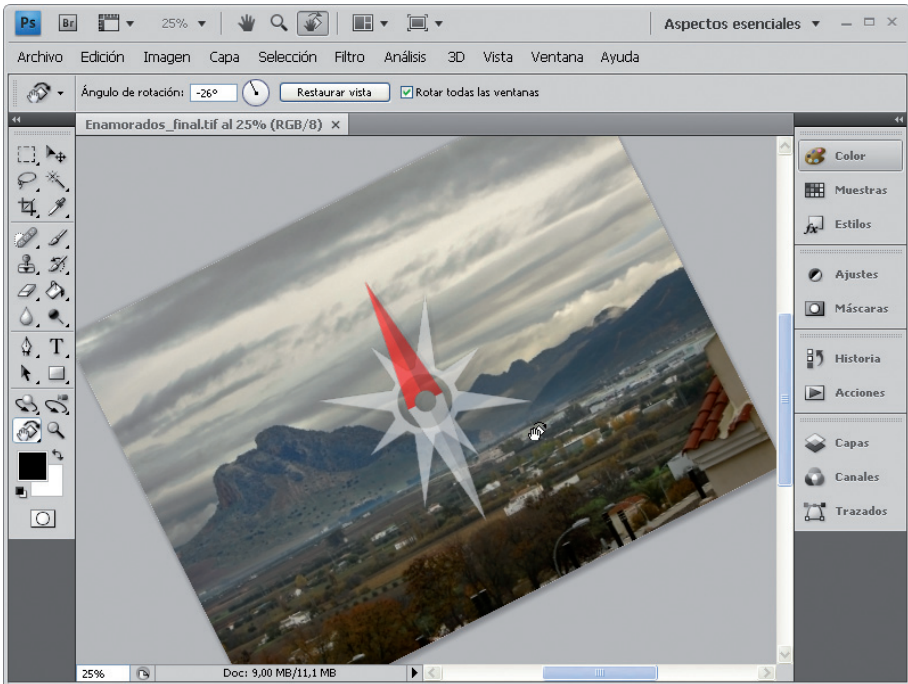 Ps Br 25% Aspectos esenciales
Archivo Edición Imagen Capa Selección Filtro Análisis 3D Vista Ventana Ayuda
Ángulo de rotación: -26° Restaurar vista Rotar todas las ventanas
Enamorados_final.tif al 25% (RGB/8) ×
Color
Muestras
fx Estilos
Ajustes
Máscaras
T
Historia
Acciones
Capas
Canales
Trazados
25% Doc: 9,00 MB/11,1 MB